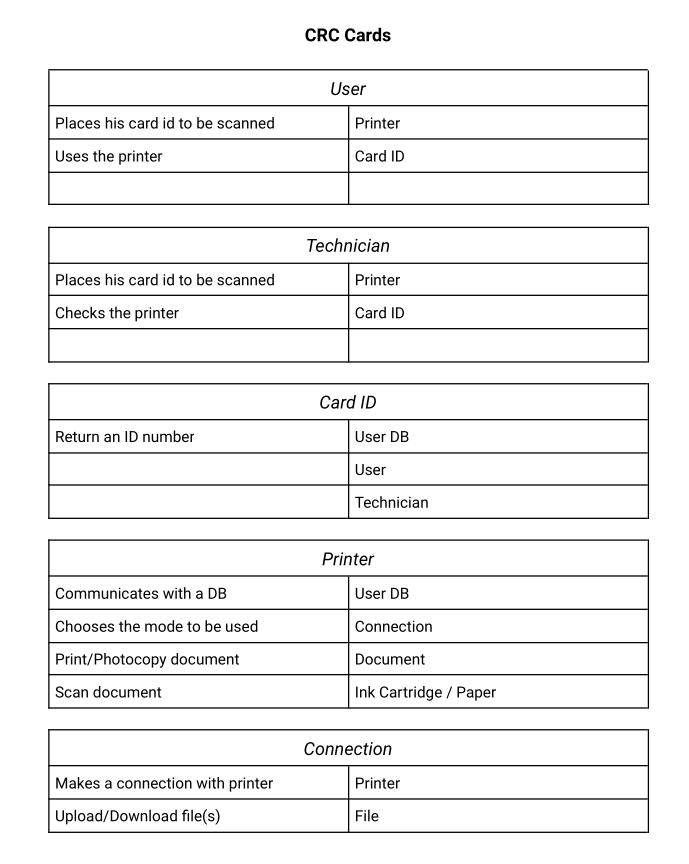 CRC Cards
User
Places his card id to be scanned Printer
Uses the printer Card ID
Technician
Places his card id to be scanned Printer
Checks the printer Card ID
Card ID
Return an ID number User DB
User
Technician
Printer
Communicates with a DB User DB
Chooses the mode to be used Connection
Print/Photocopy document Document
Scan document Ink Cartridge / Paper
Connection
Makes a connection with printer Printer
Upload/Download file(s) File